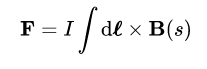 𝐅 = I ∫ dℓ × 𝐁(s)